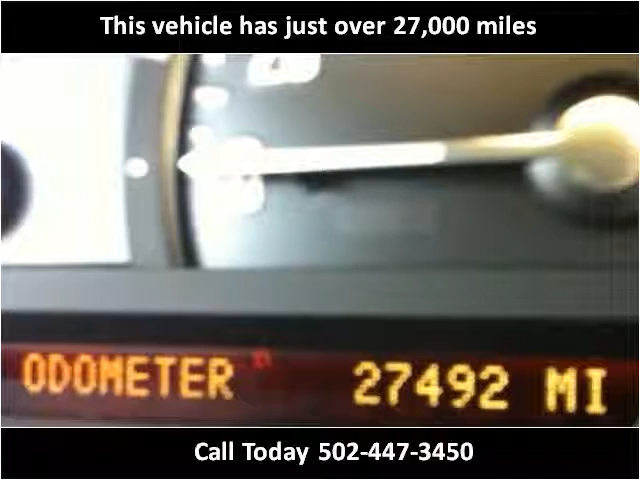 This vehicle has just over 27,000 miles
ODOMETER 27492 MI
Call Today 502-447-3450